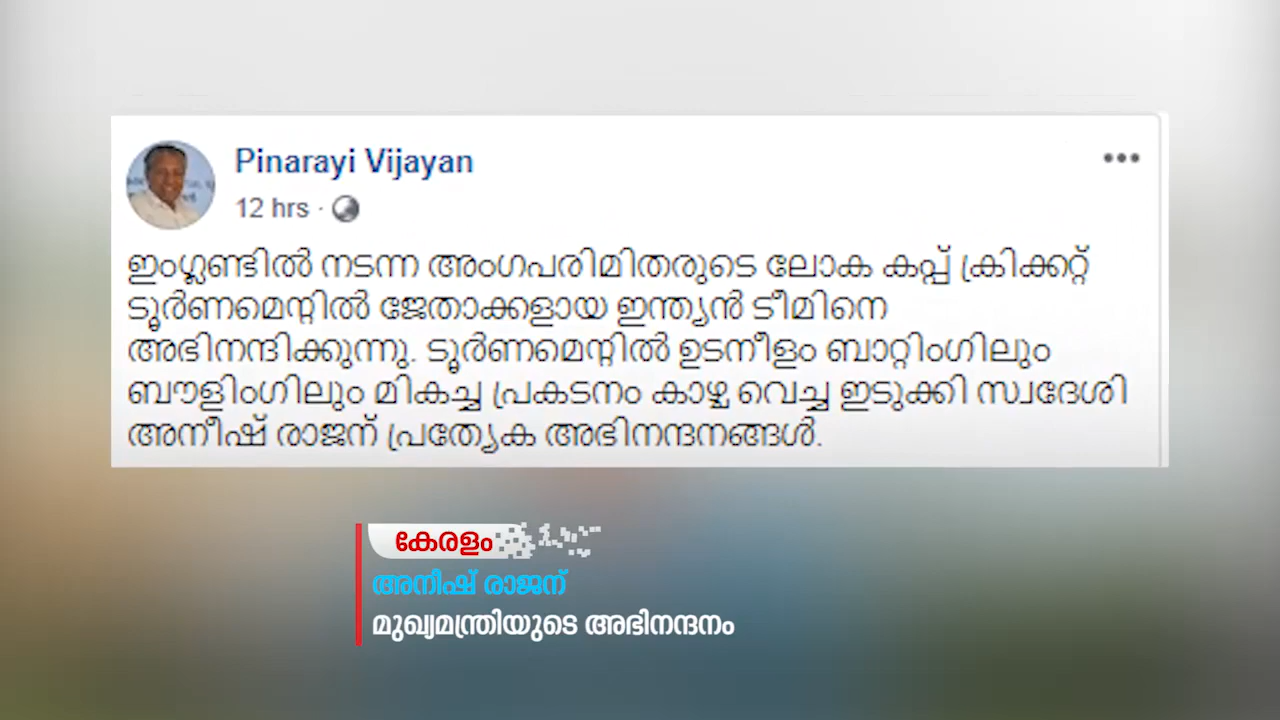 Pinarayi Vijayan
12 hrs ·
ഇംഗ്ലണ്ടിൽ നടന്ന അംഗപരിമിതരുടെ ലോക കപ്പ് ക്രിക്കറ്റ്
ടൂർണമെന്റിൽ ജേതാക്കളായ ഇന്ത്യൻ ടീമിനെ
അഭിനന്ദിക്കുന്നു. ടൂർണമെന്റിൽ ഉടനീളം ബാറ്റിംഗിലും
ബൗളിംഗിലും മികച്ച പ്രകടനം കാഴ്ച വെച്ച ഇടുക്കി സ്വദേശി
അനീഷ് രാജന് പ്രത്യേക അഭിനന്ദനങ്ങൾ.
കേരളം
അനീഷ് രാജന്
മുഖ്യമന്ത്രിയുടെ അഭിനന്ദനം